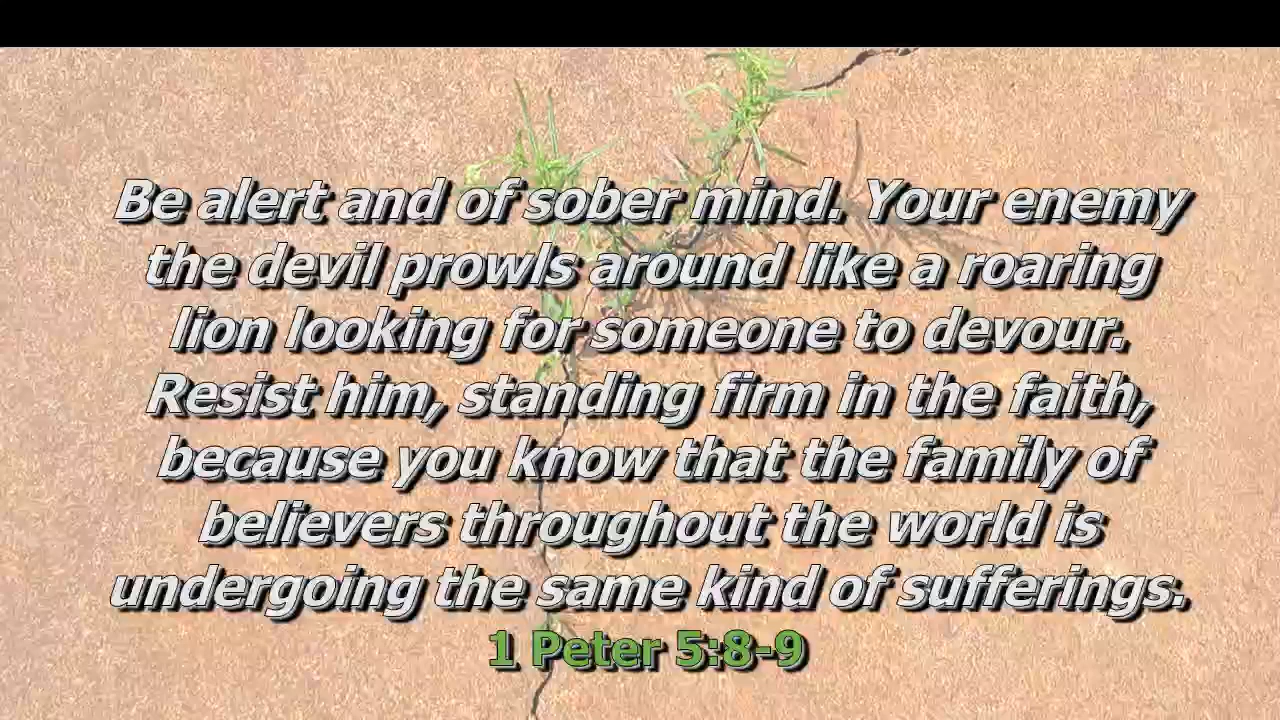 Be alert and of sober mind. Your enemy
the devil prowls around like a roaring
lion looking for someone to devour.
Resist him, standing firm in the faith,
because you know that the family of
believers throughout the world is
undergoing the same kind of sufferings.
1 Peter 5:8-9